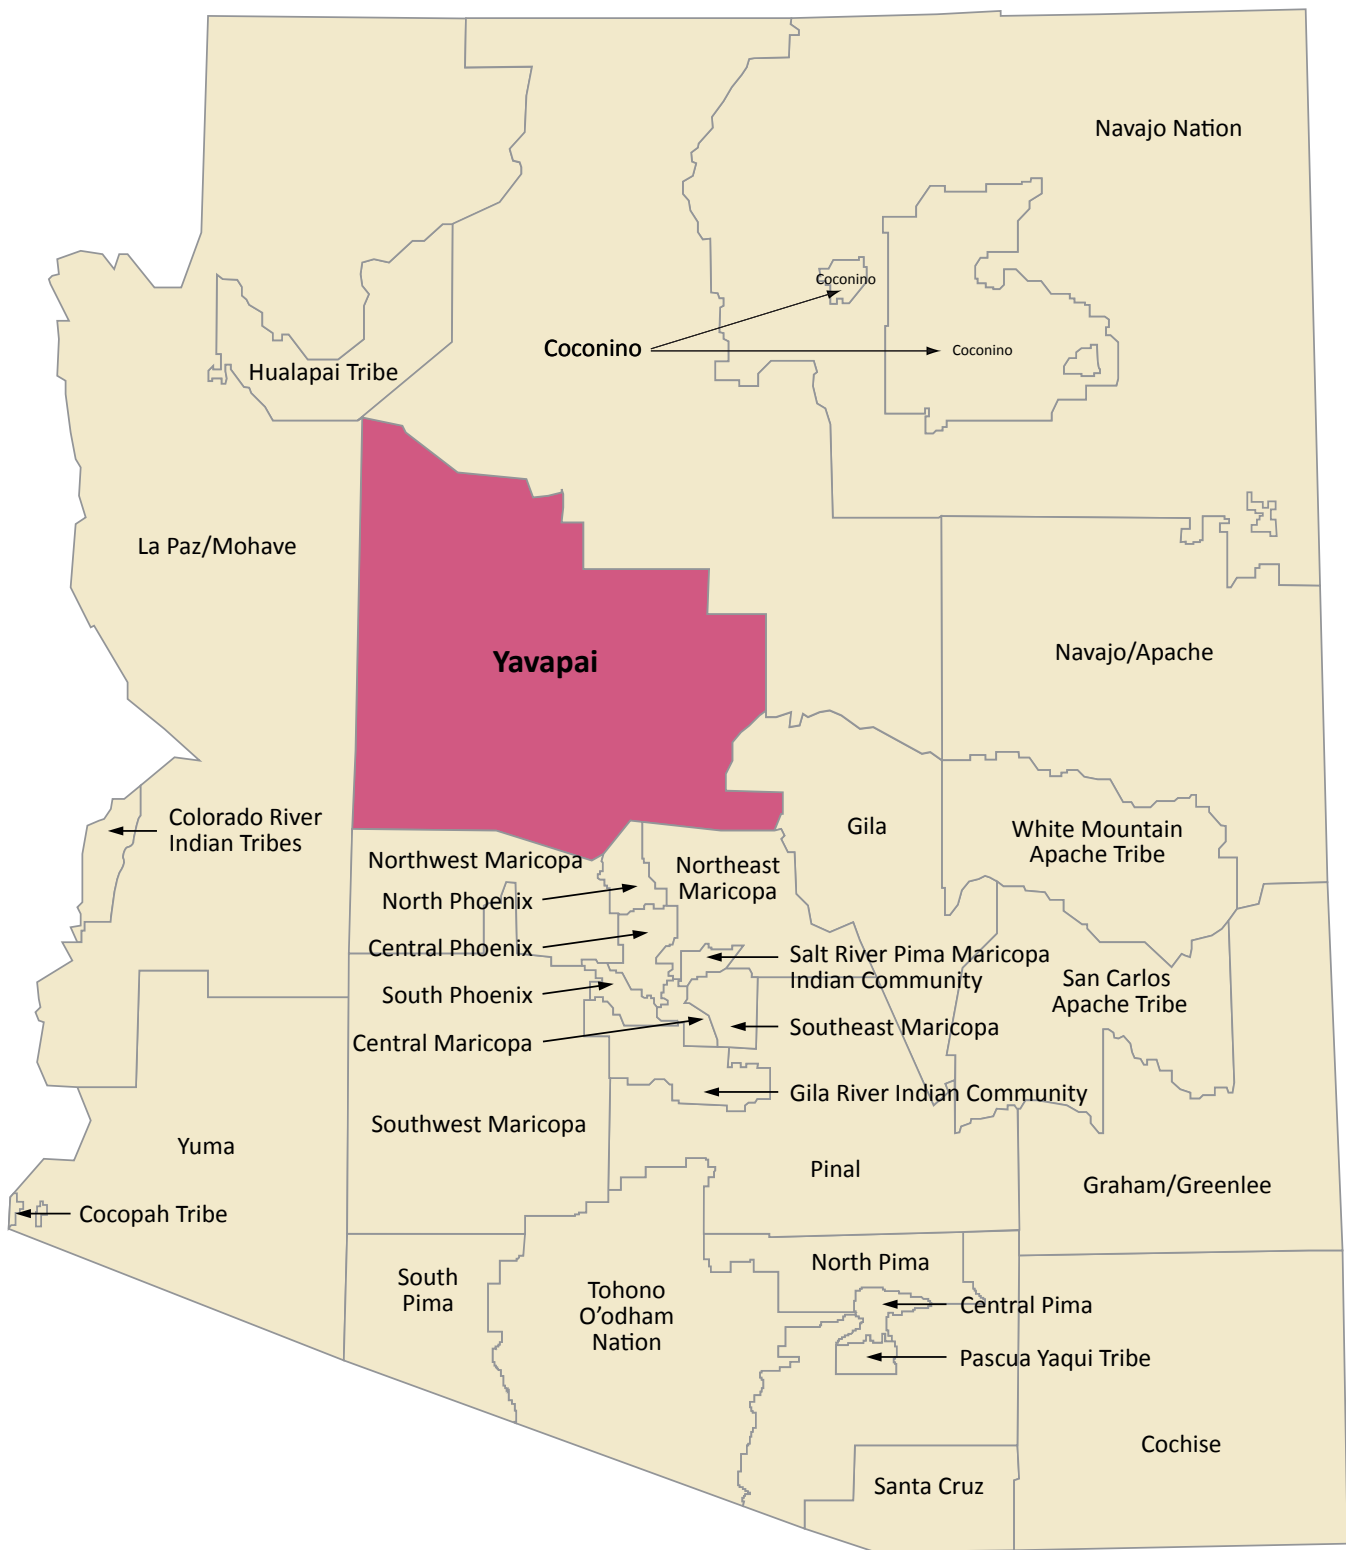 Navajo Nation
Coconino
Coconino
Coconino
Hualapai Tribe
La Paz/Mohave
Yavapai
Navajo/Apache
Colorado River
Indian Tribes
Gila
White Mountain
Apache Tribe
Northwest Maricopa
Northeast
Maricopa
North Phoenix
Central Phoenix
Salt River Pima Maricopa
Indian Community
San Carlos
Apache Tribe
South Phoenix
Southeast Maricopa
Central Maricopa
Gila River Indian Community
Southwest Maricopa
Yuma
Pinal
Graham/Greenlee
Cocopah Tribe
North Pima
South
Pima
Tohono
O’odham
Nation
Central Pima
Pascua Yaqui Tribe
Cochise
Santa Cruz